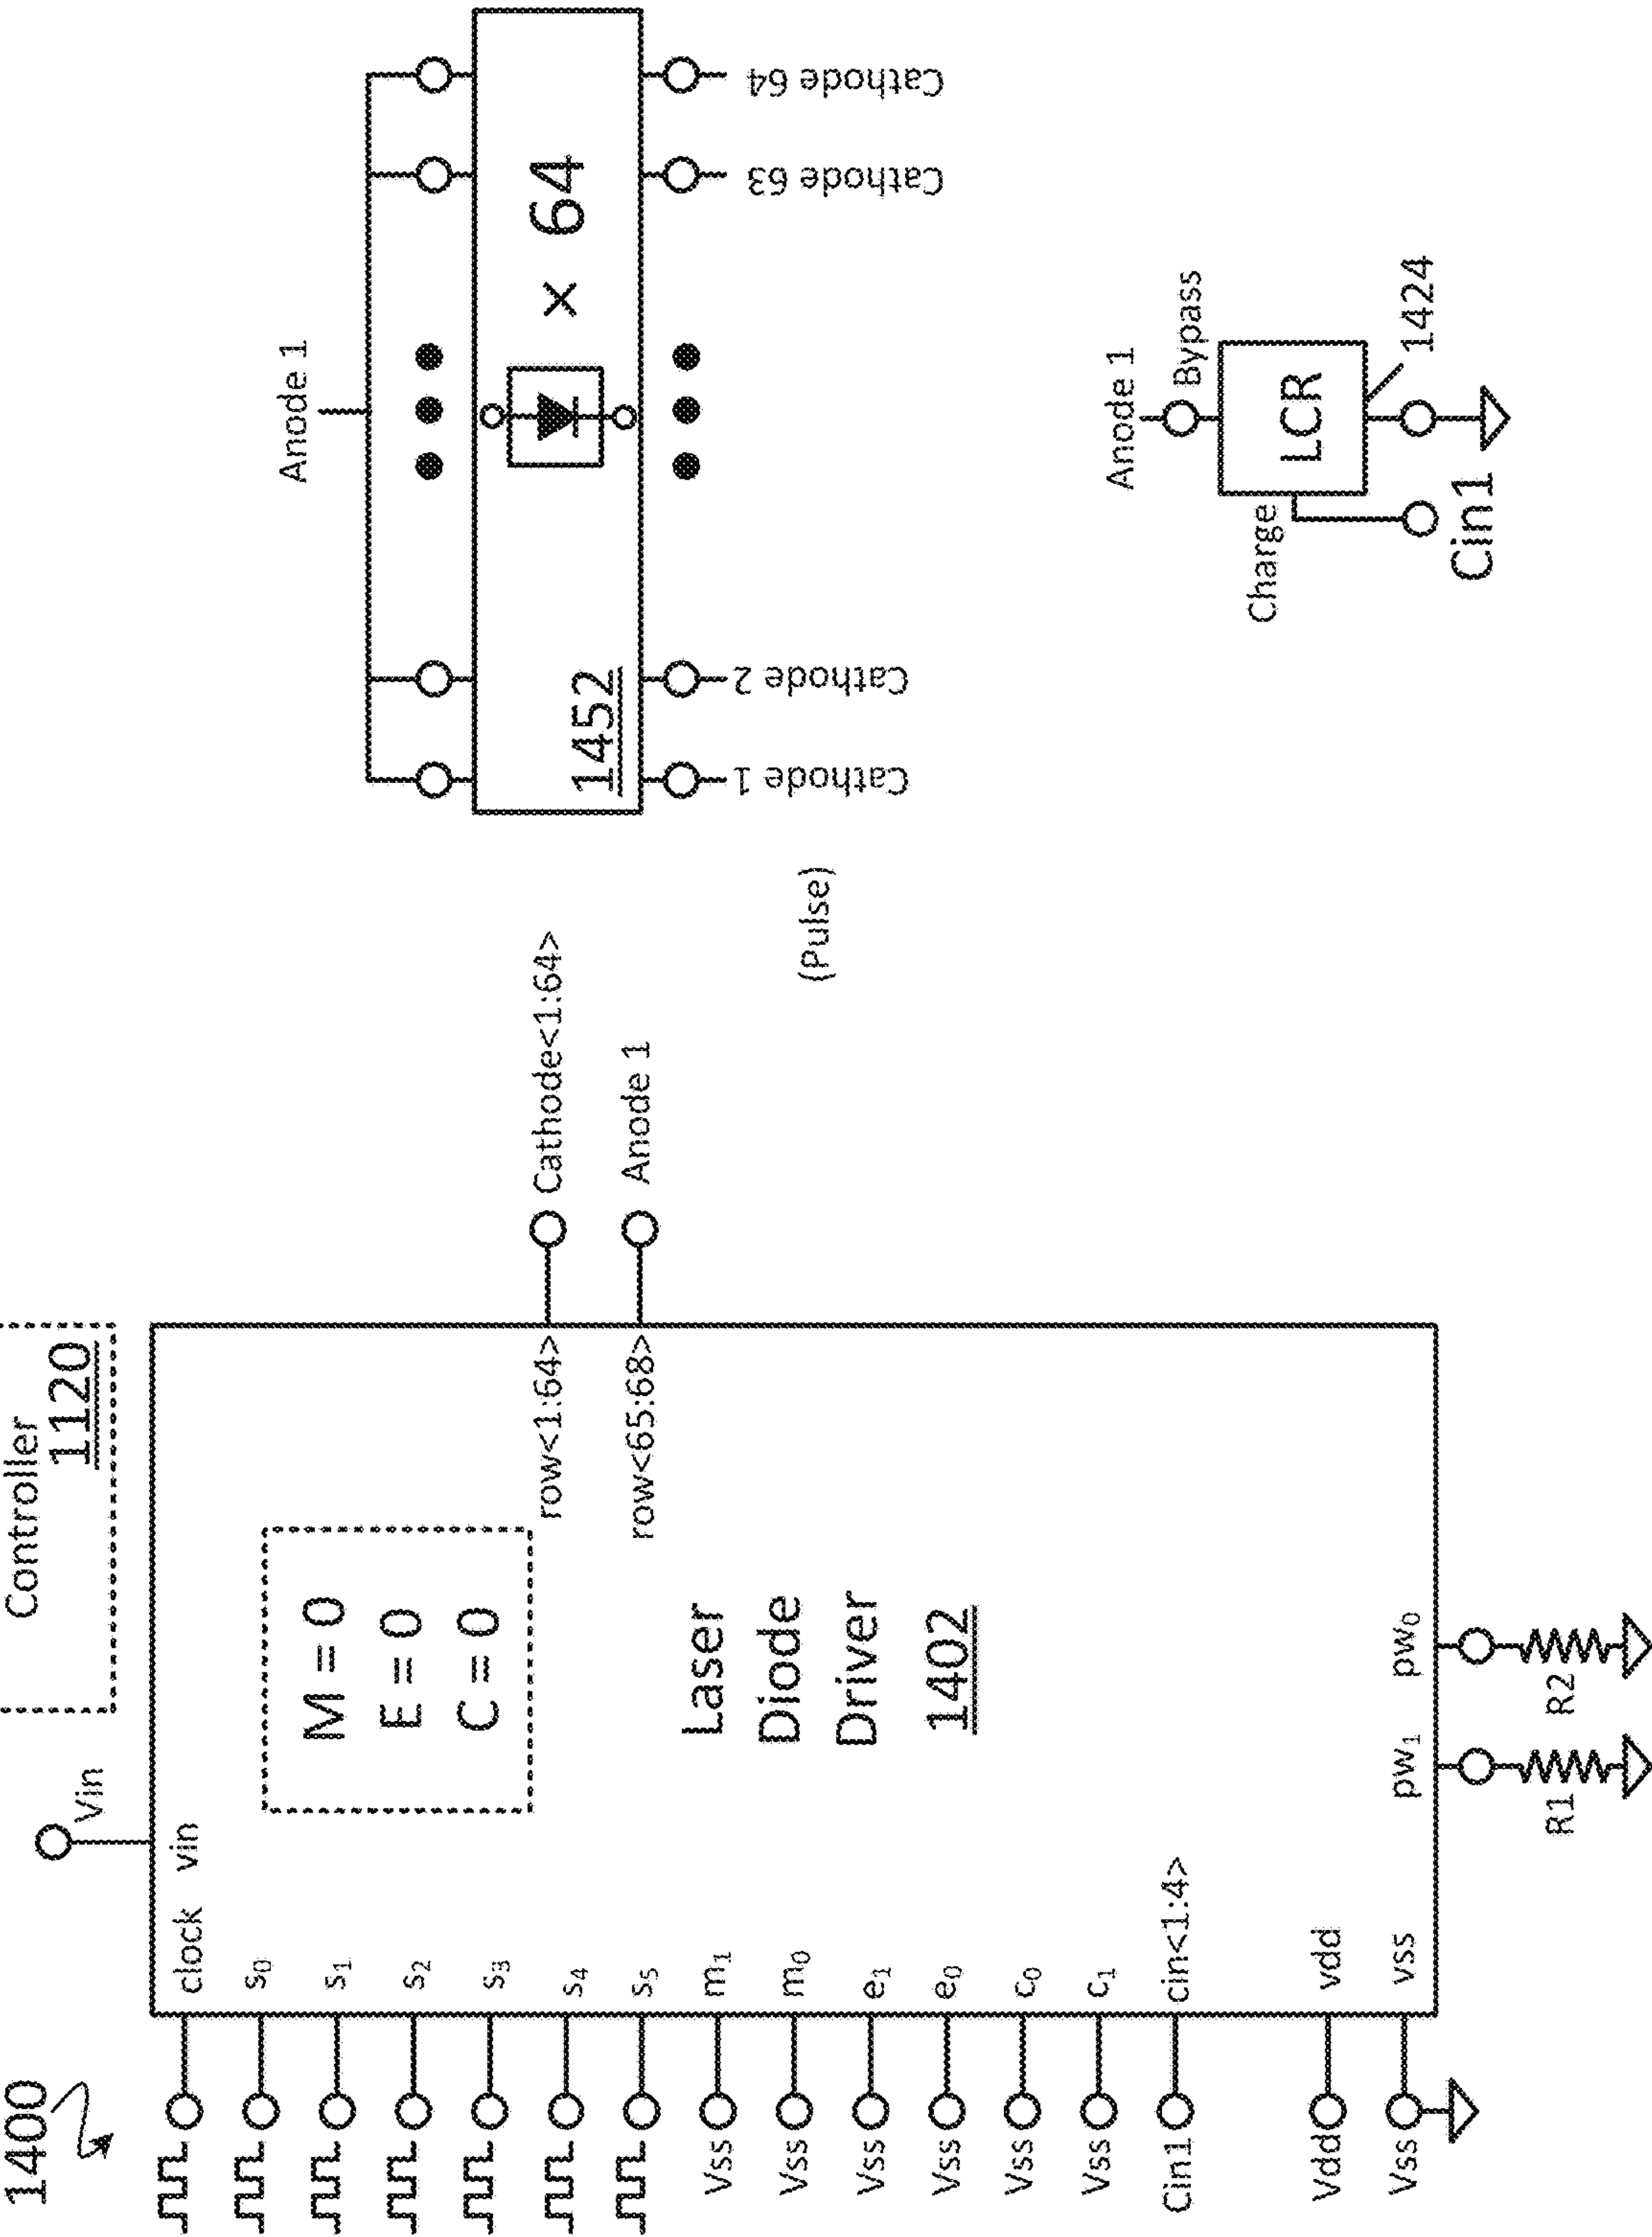 1400
Controller
1120
Vin
clock
vin
s0
s1
s2
s3
s4
s5
m1
m0
e1
e0
c0
c1
cin<1:4>
vdd
vss
Vss
Vss
Vss
Vss
Vss
Vss
Cin1
Vdd
Vss
M = 0
E = 0
C = 0
row<1:64>
row<65:68>
Cathode<1:64>
Anode 1
Laser
Diode
Driver
1402
pw1
pw0
R1
R2
(Pulse)
Anode 1
× 64
1452
Cathode 1
Cathode 2
Cathode 63
Cathode 64
Anode 1
Bypass
Charge
LCR
1424
Cin1